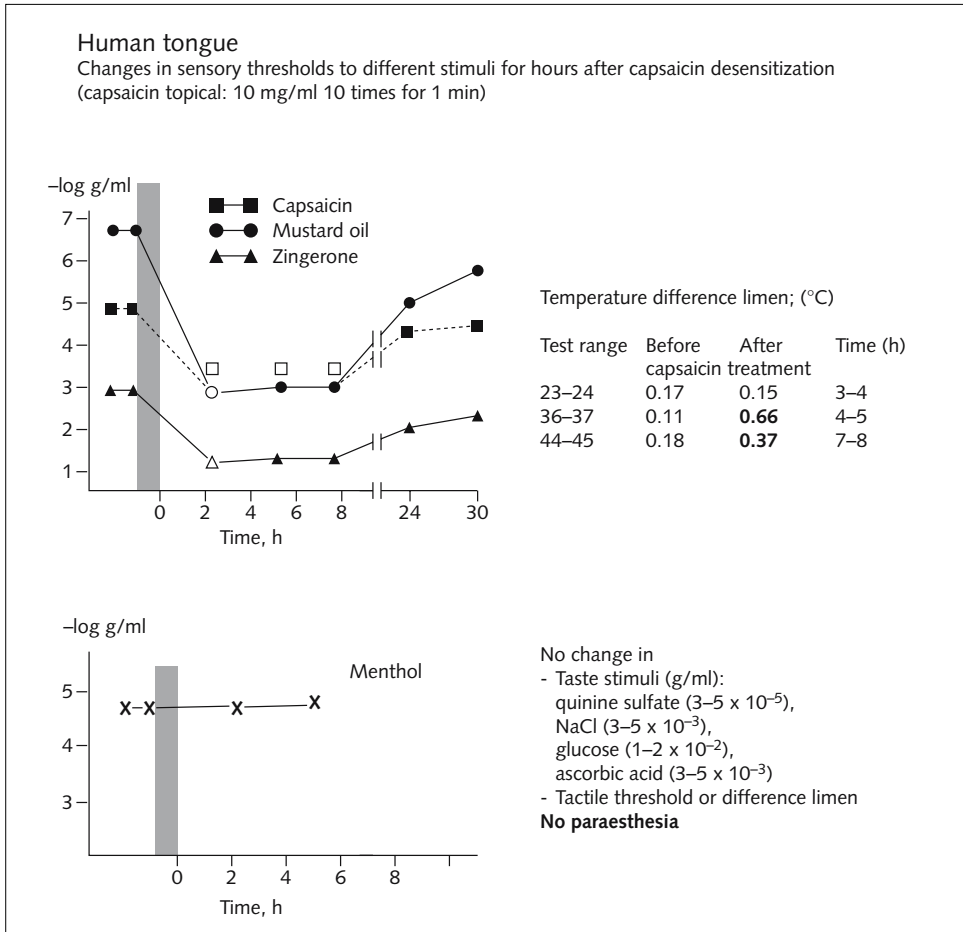 Human tongue
Changes in sensory thresholds to different stimuli for hours after capsaicin desensitization
(capsaicin topical: 10 mg/ml 10 times for 1 min)
–log g/ml
Capsaicin
Mustard oil
Zingerone
7
6
5
4
3
2
1
0 2 4 6 8 24 30
Time, h
Temperature difference limen; (°C)
Test range Before After Time (h)
capsaicin treatment
23–24 0.17 0.15 3–4
36–37 0.11 0.66 4–5
44–45 0.18 0.37 7–8
–log g/ml
Menthol
5
4
3
0 2 4 6 8
Time, h
No change in
- Taste stimuli (g/ml):
quinine sulfate (3–5 x 10⁻⁵),
NaCl (3–5 x 10⁻³),
glucose (1–2 x 10⁻²),
ascorbic acid (3–5 x 10⁻³)
- Tactile threshold or difference limen
No paraesthesia